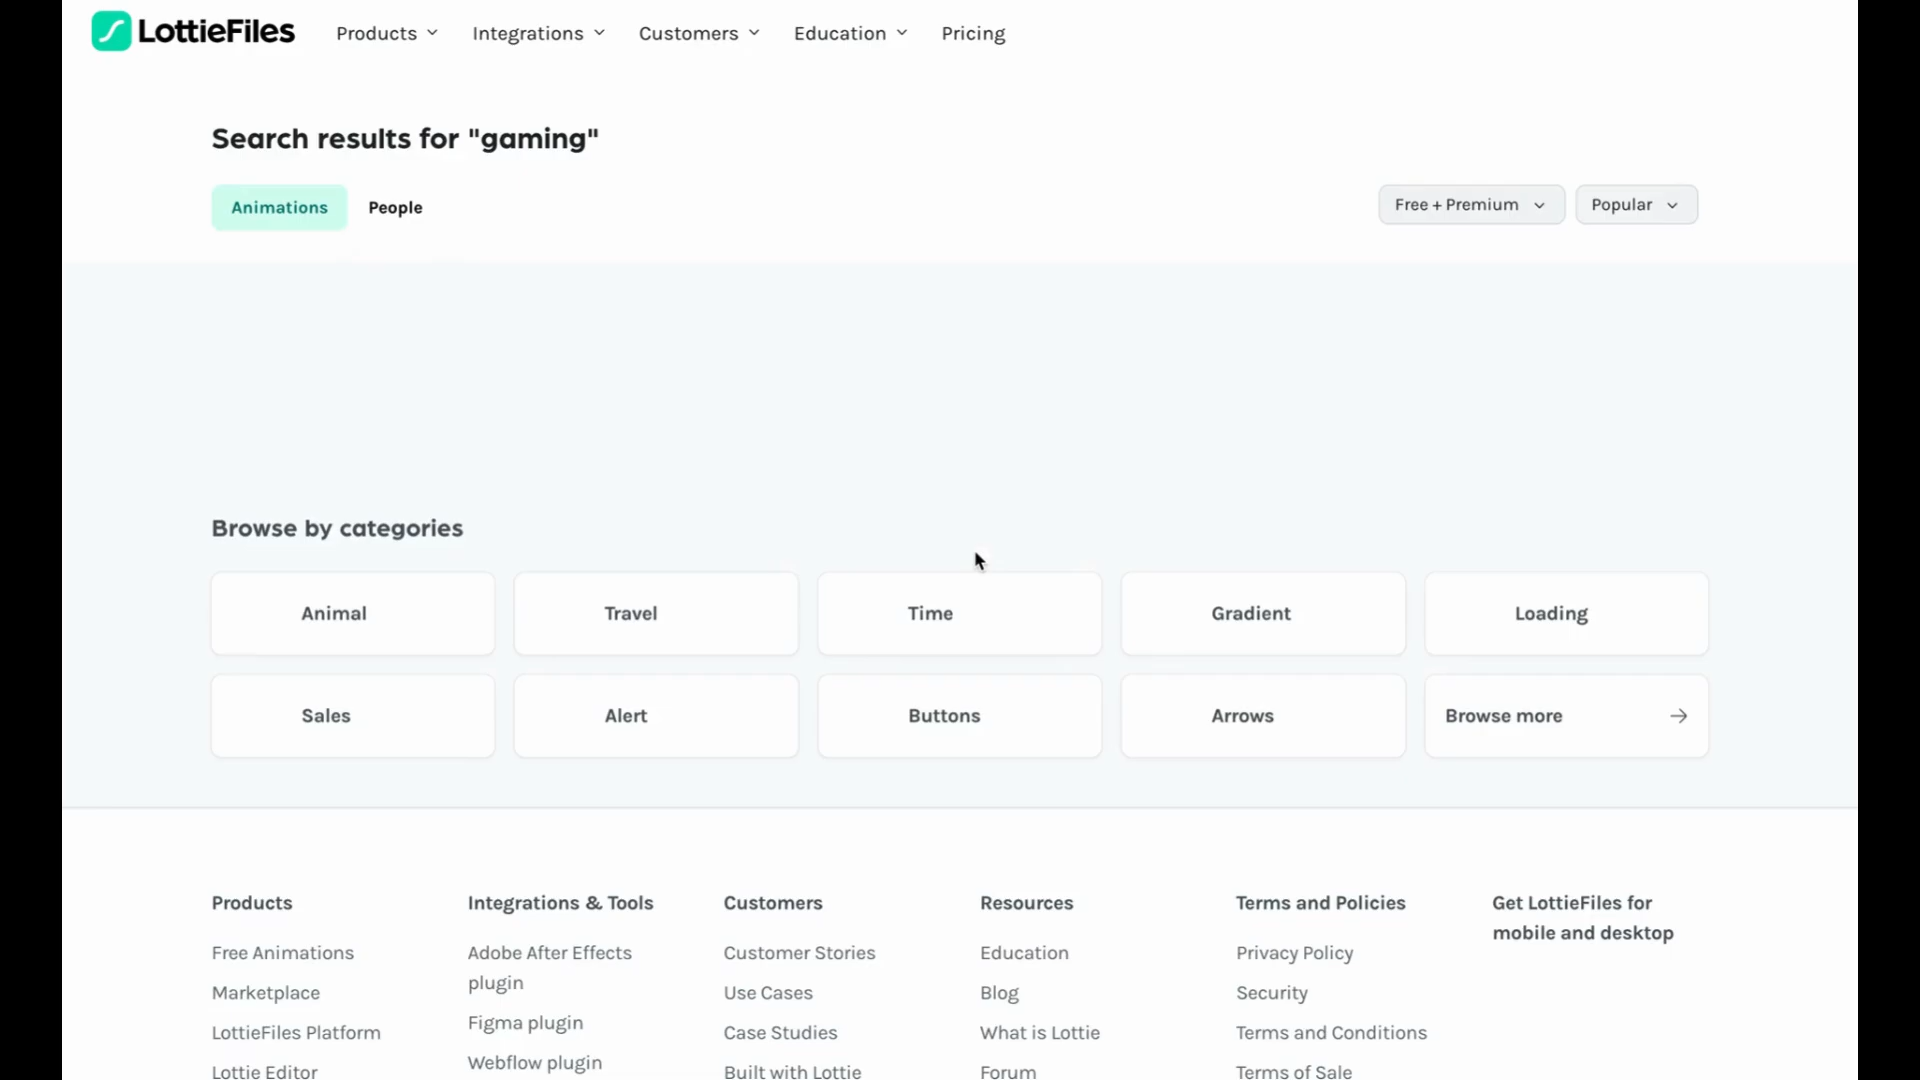 LottieFiles Products Integrations Customers Education Pricing
Search results for "gaming"
Animations People Free + Premium Popular
Browse by categories
Animal Travel Time Gradient Loading
Sales Alert Buttons Arrows Browse more
Products
Free Animations
Marketplace
LottieFiles Platform
Lottie Editor
Integrations & Tools
Adobe After Effects
plugin
Figma plugin
Webflow plugin
Customers
Customer Stories
Use Cases
Case Studies
Built with Lottie
Resources
Education
Blog
What is Lottie
Forum
Terms and Policies
Privacy Policy
Security
Terms and Conditions
Terms of Sale
Get LottieFiles for
mobile and desktop